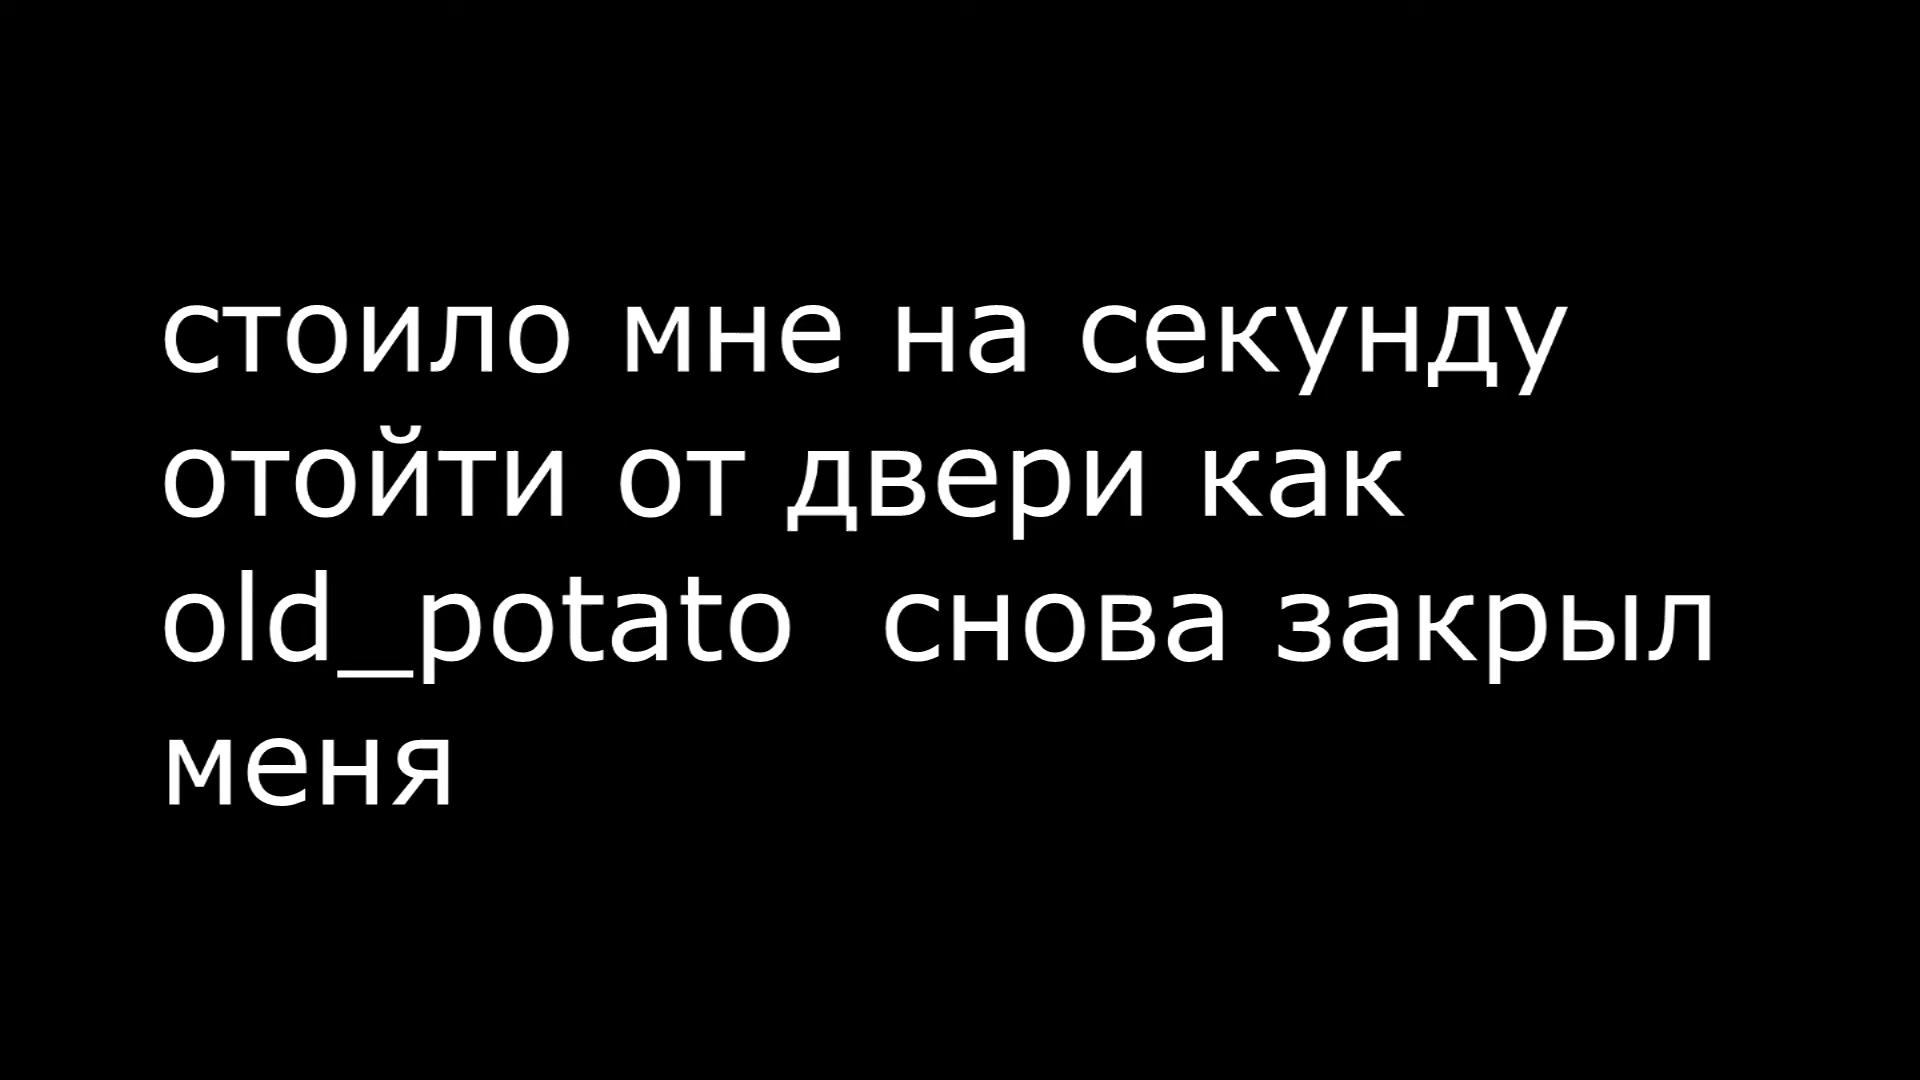 стоило мне на секунду
отойти от двери как
old_potato  снова закрыл
меня